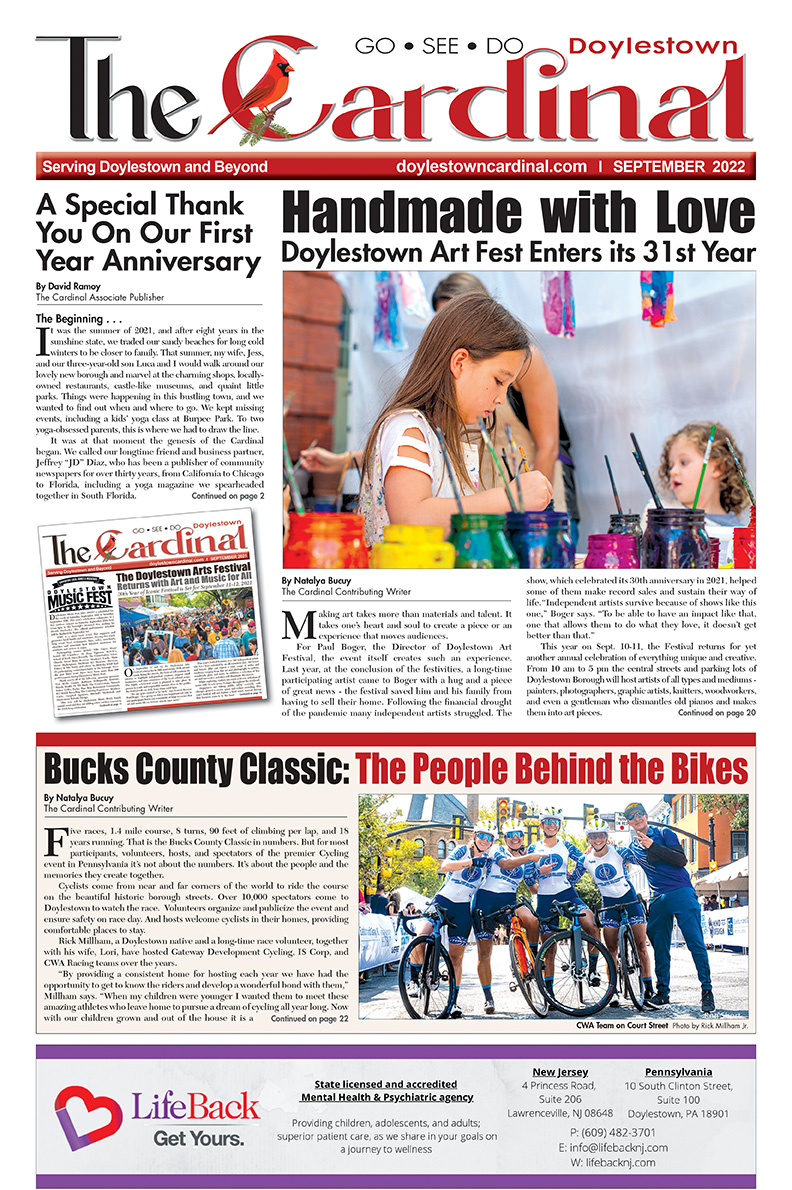 GO • SEE • DO Doylestown
The Cardinal
Serving Doylestown and Beyond
doylestowncardinal.com I SEPTEMBER 2022
A Special Thank
You On Our First
Year Anniversary
By David Ramoy
The Cardinal Associate Publisher
The Beginning . . .
It was the summer of 2021, and after eight years in the
sunshine state, we traded our sandy beaches for long cold
winters to be closer to family. That summer, my wife, Jess,
and our three-year-old son Luca and I would walk around our
lovely new borough and marvel at the charming shops, locally-
owned restaurants, castle-like museums, and quaint little
parks. Things were happening in this bustling town, and we
wanted to find out when and where to go. We kept missing
events, including a kids' yoga class at Burpee Park. To two
yoga-obsessed parents, this is where we had to draw the line.
It was at that moment the genesis of the Cardinal
began. We called our longtime friend and business partner,
Jeffrey “JD” Diaz, who has been a publisher of community
newspapers for over thirty years, from California to Chicago
to Florida, including a yoga magazine we spearheaded
together in South Florida. Continued on page 2
GO • SEE • DO Doylestown
The Cardinal
Serving Doylestown and Beyond
doylestowncardinal.com I SEPTEMBER 2021
DOYLESTOWN
MUSIC FEST
The Doylestown Arts Festival
Returns with Art and Music for All
30th Year of Iconic Festival is Set for September 11-12, 2021
Handmade with Love
Doylestown Art Fest Enters its 31st Year
By Natalya Bucuy
The Cardinal Contributing Writer
Making art takes more than materials and talent. It
takes one's heart and soul to create a piece or an
experience that moves audiences.
For Paul Boger, the Director of Doylestown Art
Festival, the event itself creates such an experience.
Last year, at the conclusion of the festivities, a long-time
participating artist came to Boger with a hug and a piece
of great news - the festival saved him and his family from
having to sell their home. Following the financial drought
of the pandemic many independent artists struggled. The
show, which celebrated its 30th anniversary in 2021, helped
some of them make record sales and sustain their way of
life.“Independent artists survive because of shows like this
one,” Boger says. “To be able to have an impact like that,
one that allows them to do what they love, it doesn't get
better than that.”
This year on Sept. 10-11, the Festival returns for yet
another annual celebration of everything unique and creative.
From 10 am to 5 pm the central streets and parking lots of
Doylestown Borough will host artists of all types and mediums -
painters, photographers, graphic artists, knitters, woodworkers,
and even a gentleman who dismantles old pianos and makes
them into art pieces. Continued on page 20
Bucks County Classic: The People Behind the Bikes
By Natalya Bucuy
The Cardinal Contributing Writer
Five races, 1.4 mile course, 8 turns, 90 feet of climbing per lap, and 18
years running. That is the Bucks County Classic in numbers. But for most
participants, volunteers, hosts, and spectators of the premier Cycling
event in Pennsylvania it's not about the numbers. It's about the people and the
memories they create together.
Cyclists come from near and far corners of the world to ride the course
on the beautiful historic borough streets. Over 10,000 spectators come to
Doylestown to watch the race. Volunteers organize and publicize the event and
ensure safety on race day. And hosts welcome cyclists in their homes, providing
comfortable places to stay.
Rick Millham, a Doylestown native and a long-time race volunteer, together
with his wife, Lori, have hosted Gateway Development Cycling, IS Corp, and
CWA Racing teams over the years.
“By providing a consistent home for hosting each year we have had the
opportunity to get to know the riders and develop a wonderful bond with them,”
Millham says. “When my children were younger I wanted them to meet these
amazing athletes who leave home to pursue a dream of cycling all year long. Now
with our children grown and out of the house it is a Continued on page 22
CWA Team on Court Street Photo by Rick Millham Jr.
LifeBack
Get Yours.
State licensed and accredited
Mental Health & Psychiatric agency
Providing children, adolescents, and adults;
superior patient care, as we share in your goals on
a journey to wellness
New Jersey
4 Princess Road,
Suite 206
Lawrenceville, NJ 08648
Pennsylvania
10 South Clinton Street,
Suite 100
Doylestown, PA 18901
P: (609) 482-3701
E: info@lifebacknj.com
W: lifebacknj.com